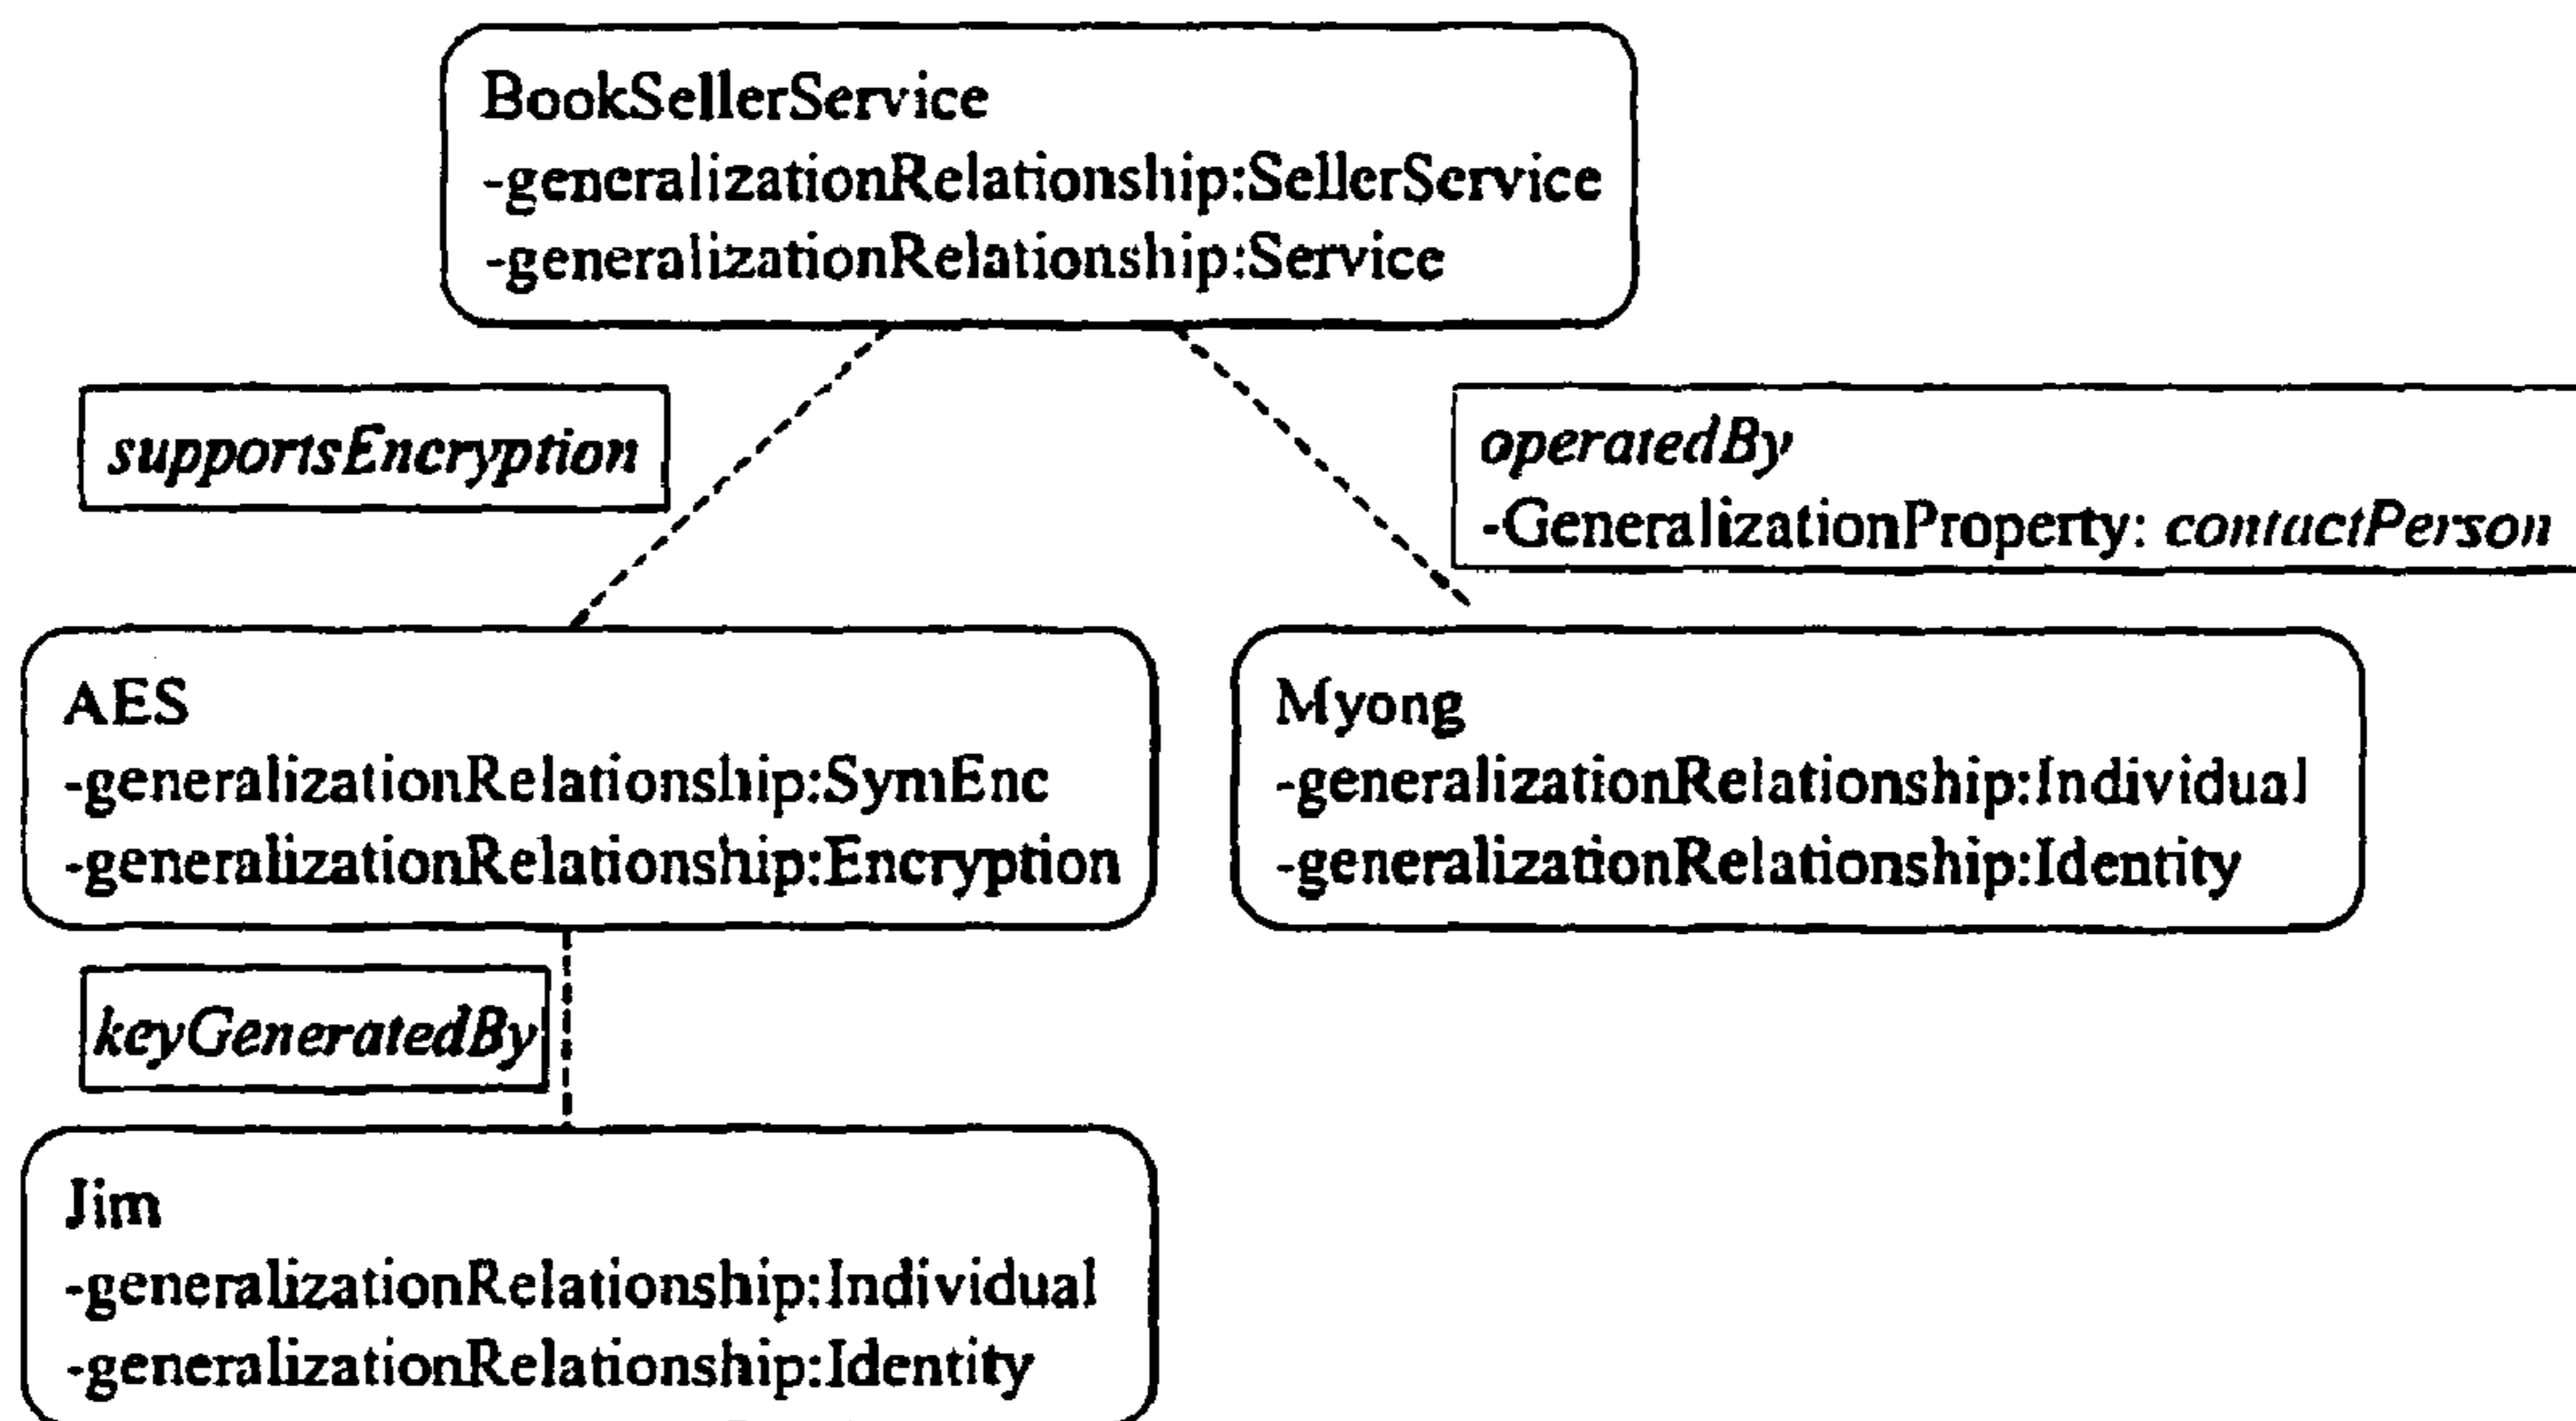 BookSellerService
-generalizationRelationship:SellerService
-generalizationRelationship:Service
supportsEncryption
operatedBy
-GeneralizationProperty: contactPerson
AES
-generalizationRelationship:SymEnc
-generalizationRelationship:Encryption
Myong
-generalizationRelationship:Individual
-generalizationRelationship:Identity
keyGeneratedBy
Jim
-generalizationRelationship:Individual
-generalizationRelationship:Identity